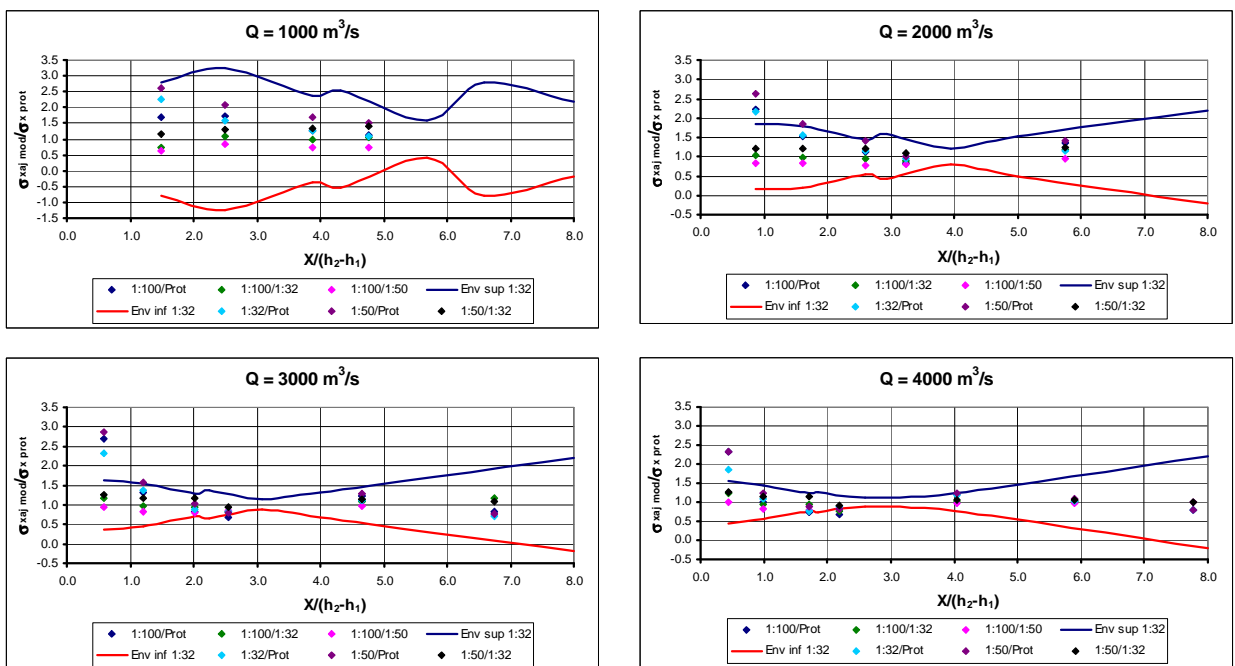 Q = 1000 m³/s
σxaj mod/σx prot
3.5
3.0
2.5
2.0
1.5
1.0
0.5
0.0
-0.5
-1.0
-1.5
0.0 1.0 2.0 3.0 4.0 5.0 6.0 7.0 8.0
X/(h₂-h₁)
1:100/Prot 1:100/1:32 1:100/1:50 Env sup 1:32
Env inf 1:32 1:32/Prot 1:50/Prot 1:50/1:32
Q = 2000 m³/s
σxaj mod/σx prot
3.5
3.0
2.5
2.0
1.5
1.0
0.5
0.0
-0.5
0.0 1.0 2.0 3.0 4.0 5.0 6.0 7.0 8.0
X/(h₂-h₁)
1:100/Prot 1:100/1:32 1:100/1:50 Env sup 1:32
Env inf 1:32 1:32/Prot 1:50/Prot 1:50/1:32
Q = 3000 m³/s
σxaj mod/σx prot
3.5
3.0
2.5
2.0
1.5
1.0
0.5
0.0
-0.5
0.0 1.0 2.0 3.0 4.0 5.0 6.0 7.0 8.0
X/(h₂-h₁)
1:100/Prot 1:100/1:32 1:100/1:50 Env sup 1:32
Env inf 1:32 1:32/Prot 1:50/Prot 1:50/1:32
Q = 4000 m³/s
σxaj mod/σx prot
3.5
3.0
2.5
2.0
1.5
1.0
0.5
0.0
-0.5
0.0 1.0 2.0 3.0 4.0 5.0 6.0 7.0 8.0
X/(h₂-h₁)
1:100/Prot 1:100/1:32 1:100/1:50 Env sup 1:32
Env inf 1:32 1:32/Prot 1:50/Prot 1:50/1:32